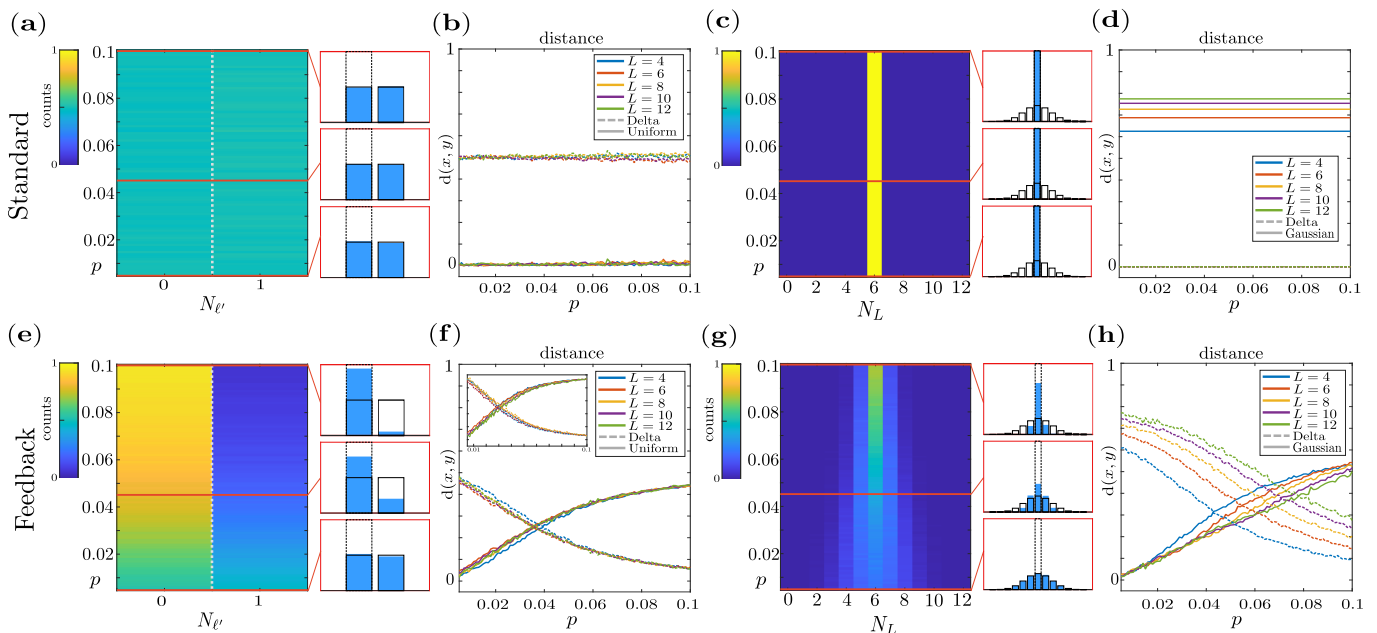 Standard
(a)
counts
1
0
0.1
0.08
0.06
0.04
0.02
p
0 1
N_ℓ'
(b)
distance
d(x, y)
1
0
L = 4
L = 6
L = 8
L = 10
L = 12
Delta
Uniform
0.02 0.04 0.06 0.08 0.1
p
(c)
counts
1
0
0.1
0.08
0.06
0.04
0.02
p
0 2 4 6 8 10 12
N_L
(d)
distance
d(x, y)
1
0
L = 4
L = 6
L = 8
L = 10
L = 12
Delta
Gaussian
0.02 0.04 0.06 0.08 0.1
p
Feedback
(e)
counts
1
0
0.1
0.08
0.06
0.04
0.02
p
0 1
N_ℓ'
(f)
distance
d(x, y)
1
0
0.01 0.1
L = 4
L = 6
L = 8
L = 10
L = 12
Delta
Uniform
0.02 0.04 0.06 0.08 0.1
p
(g)
counts
1
0
0.1
0.08
0.06
0.04
0.02
p
0 2 4 6 8 10 12
N_L
(h)
distance
d(x, y)
1
0
L = 4
L = 6
L = 8
L = 10
L = 12
Delta
Gaussian
0.02 0.04 0.06 0.08 0.1
p